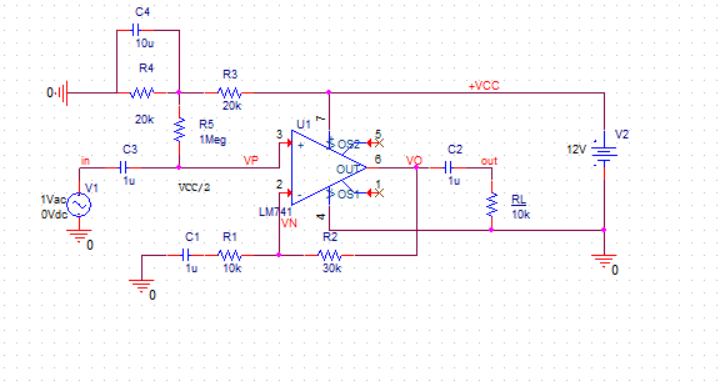 C4
10u
R4
R3
0
+VCC
20k
20k
R5
1Meg
U1
7
5
V2
3
+
OS2
12V
in
C3
VP
6
VO
C2
out
OUT
1u
VCC/2
2
-
1
1u
V1
OS1
RL
1Vac
0Vdc
LM741
4
10k
VN
0
C1
R1
R2
1u
10k
30k
0
0